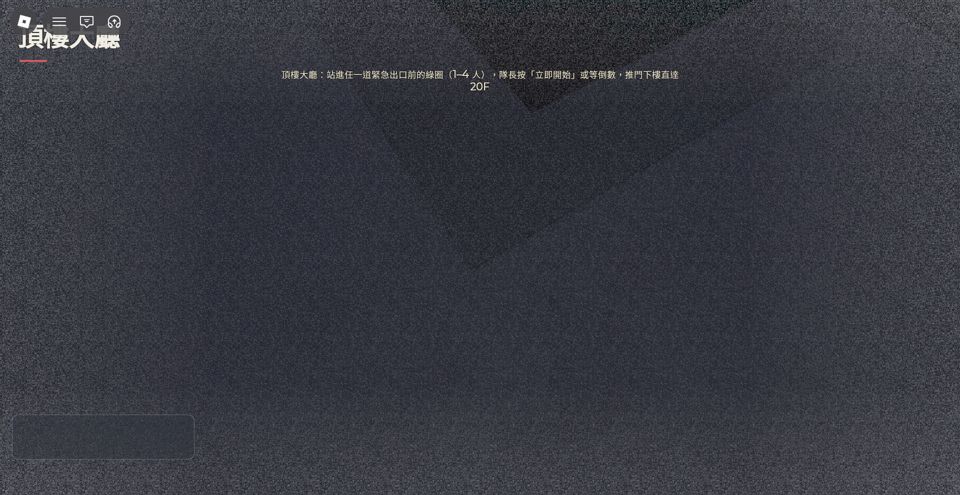 頂樓大廳
頂樓大廳：站進任一道緊急出口前的綠圈（1–4 人），隊長按「立即開始」或等倒數，推門下樓直達
20F